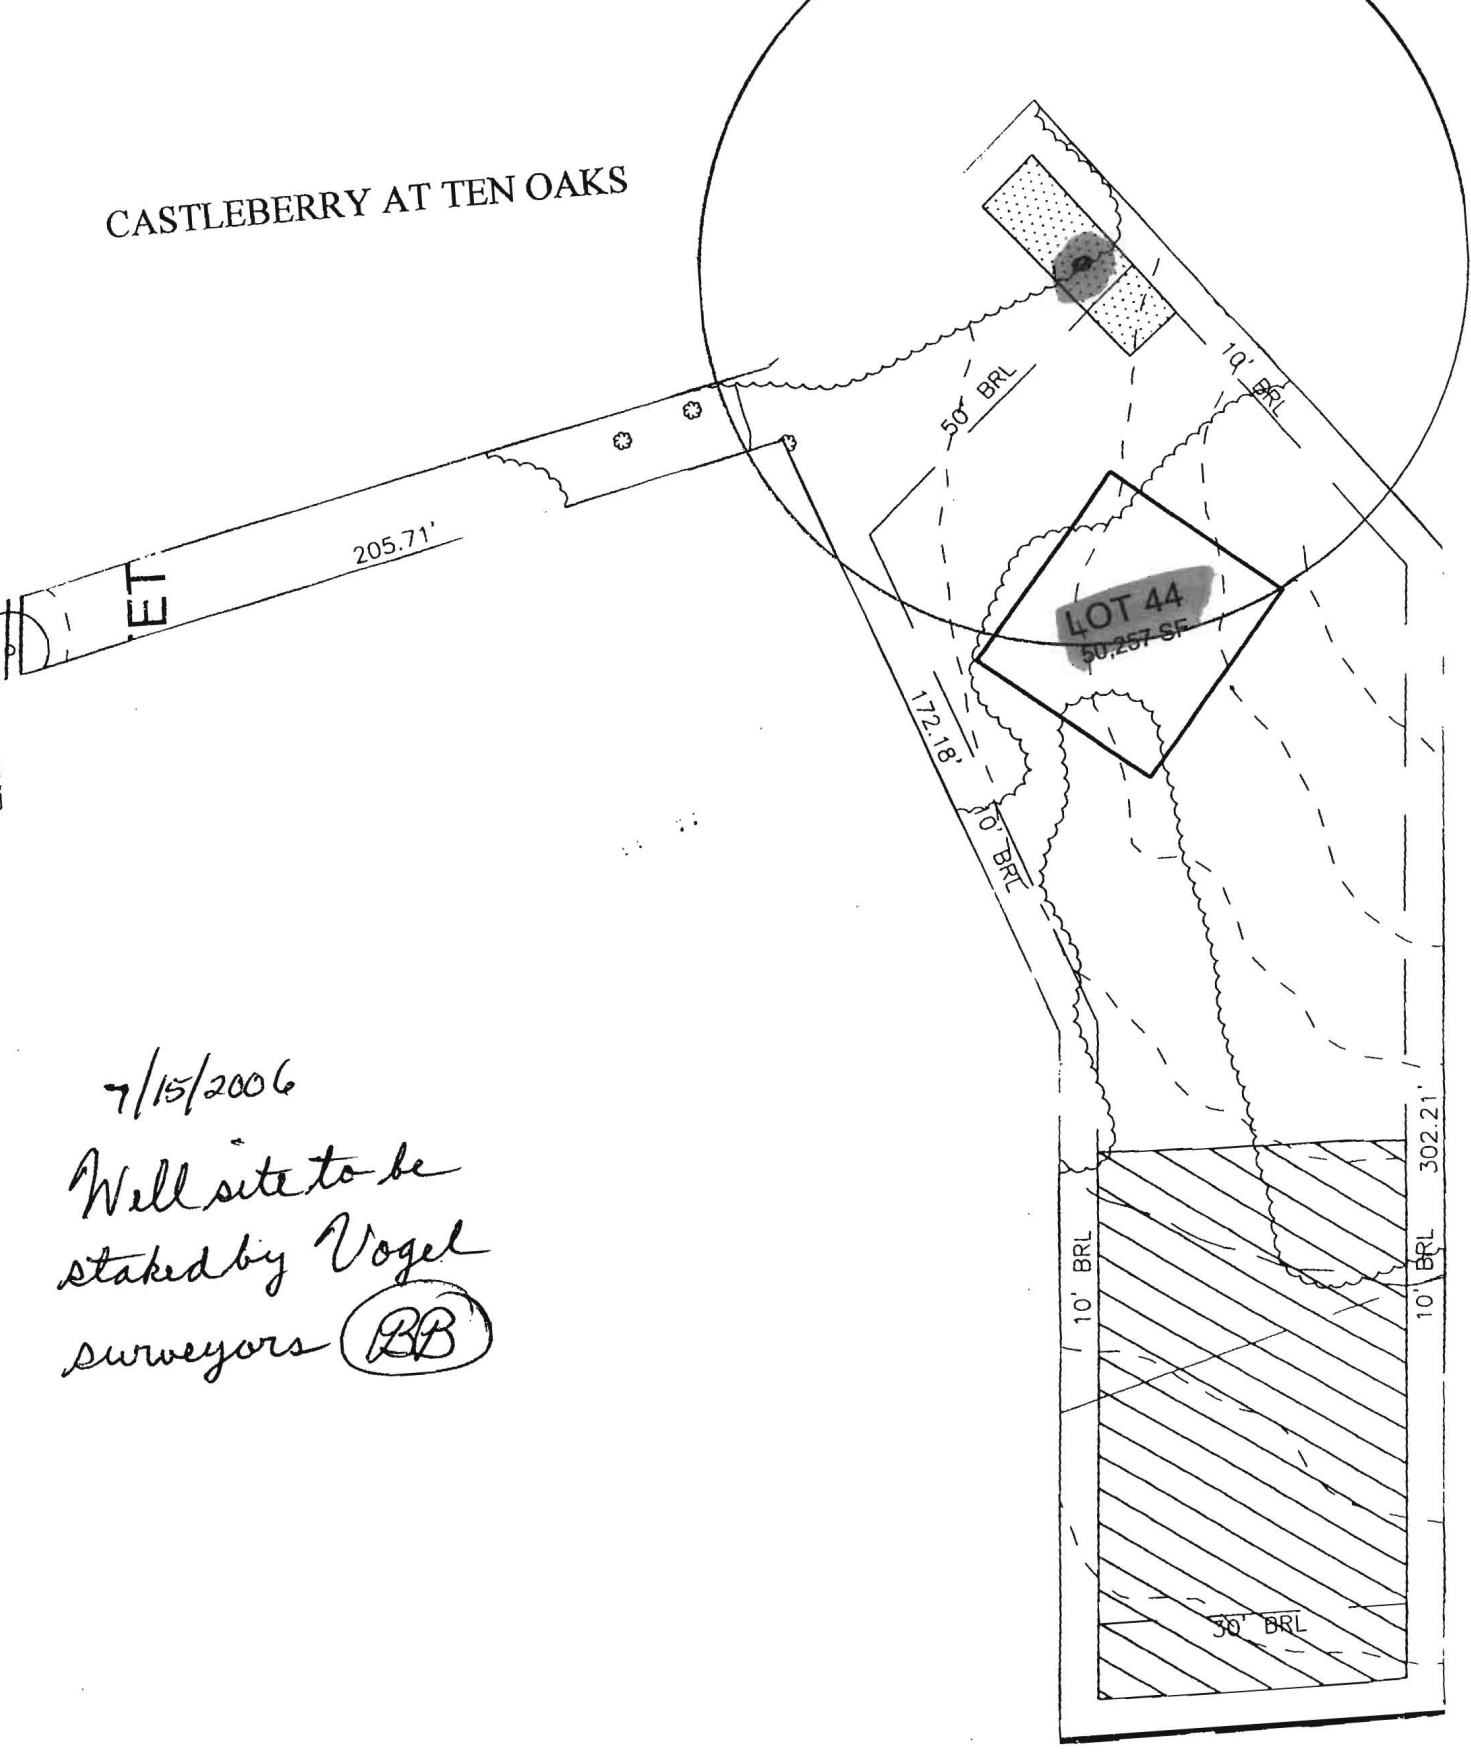 CASTLEBERRY AT TEN OAKS
10' BRL
50' BRL
205.71'
ET
LOT 44
50,257 SF
172.18'
10' BRL
7/15/2006
Well site to be
staked by Vogel
surveyors BB
302.21'
10' BRL
10' BRL
30' BRL